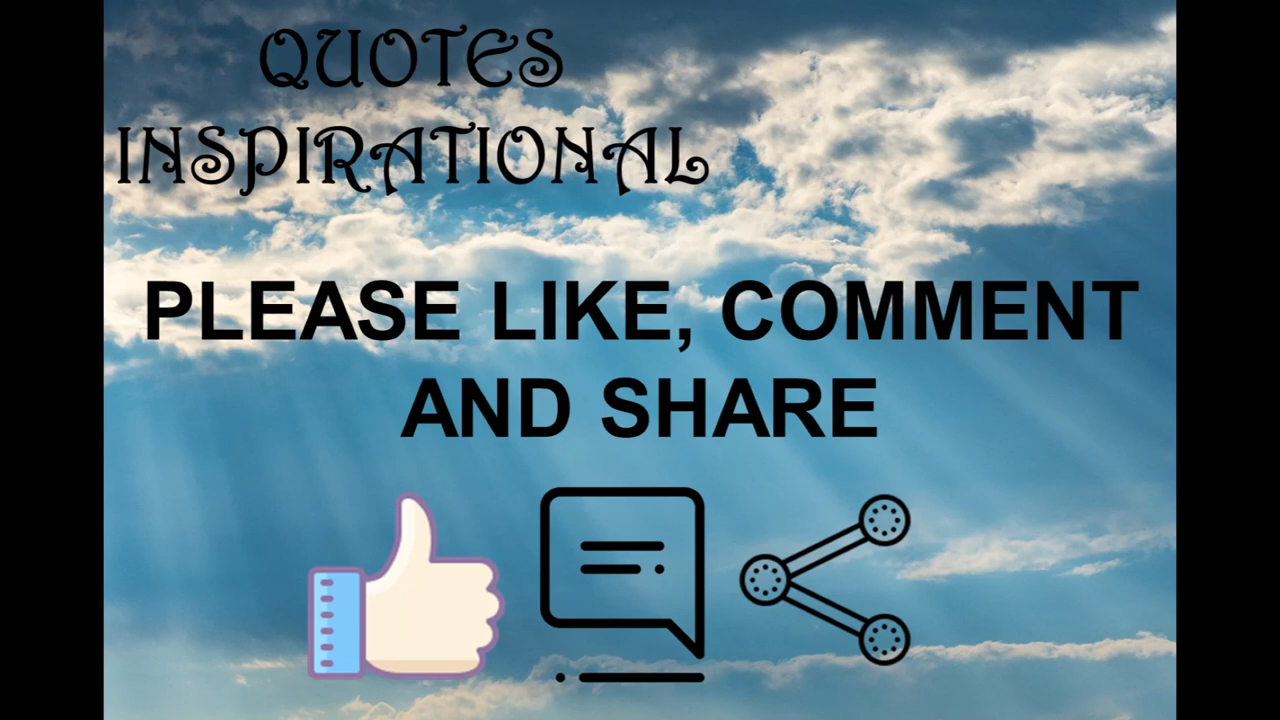 QUOTES
INSPIRATIONAL
PLEASE LIKE, COMMENT
AND SHARE